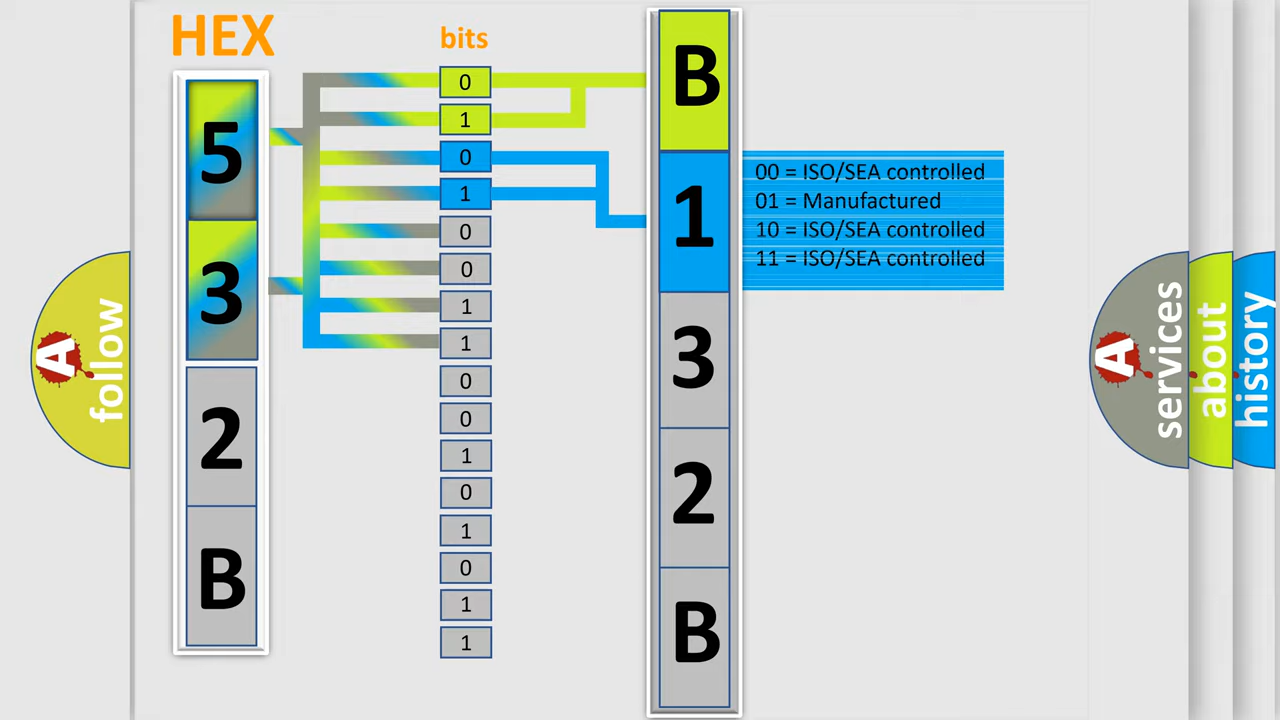 HEX
bits
5
3
2
B
0
1
0
1
0
0
1
1
0
0
1
0
1
0
1
1
B
1
3
2
B
00 = ISO/SEA controlled
01 = Manufactured
10 = ISO/SEA controlled
11 = ISO/SEA controlled
A
follow
A
services
about
history